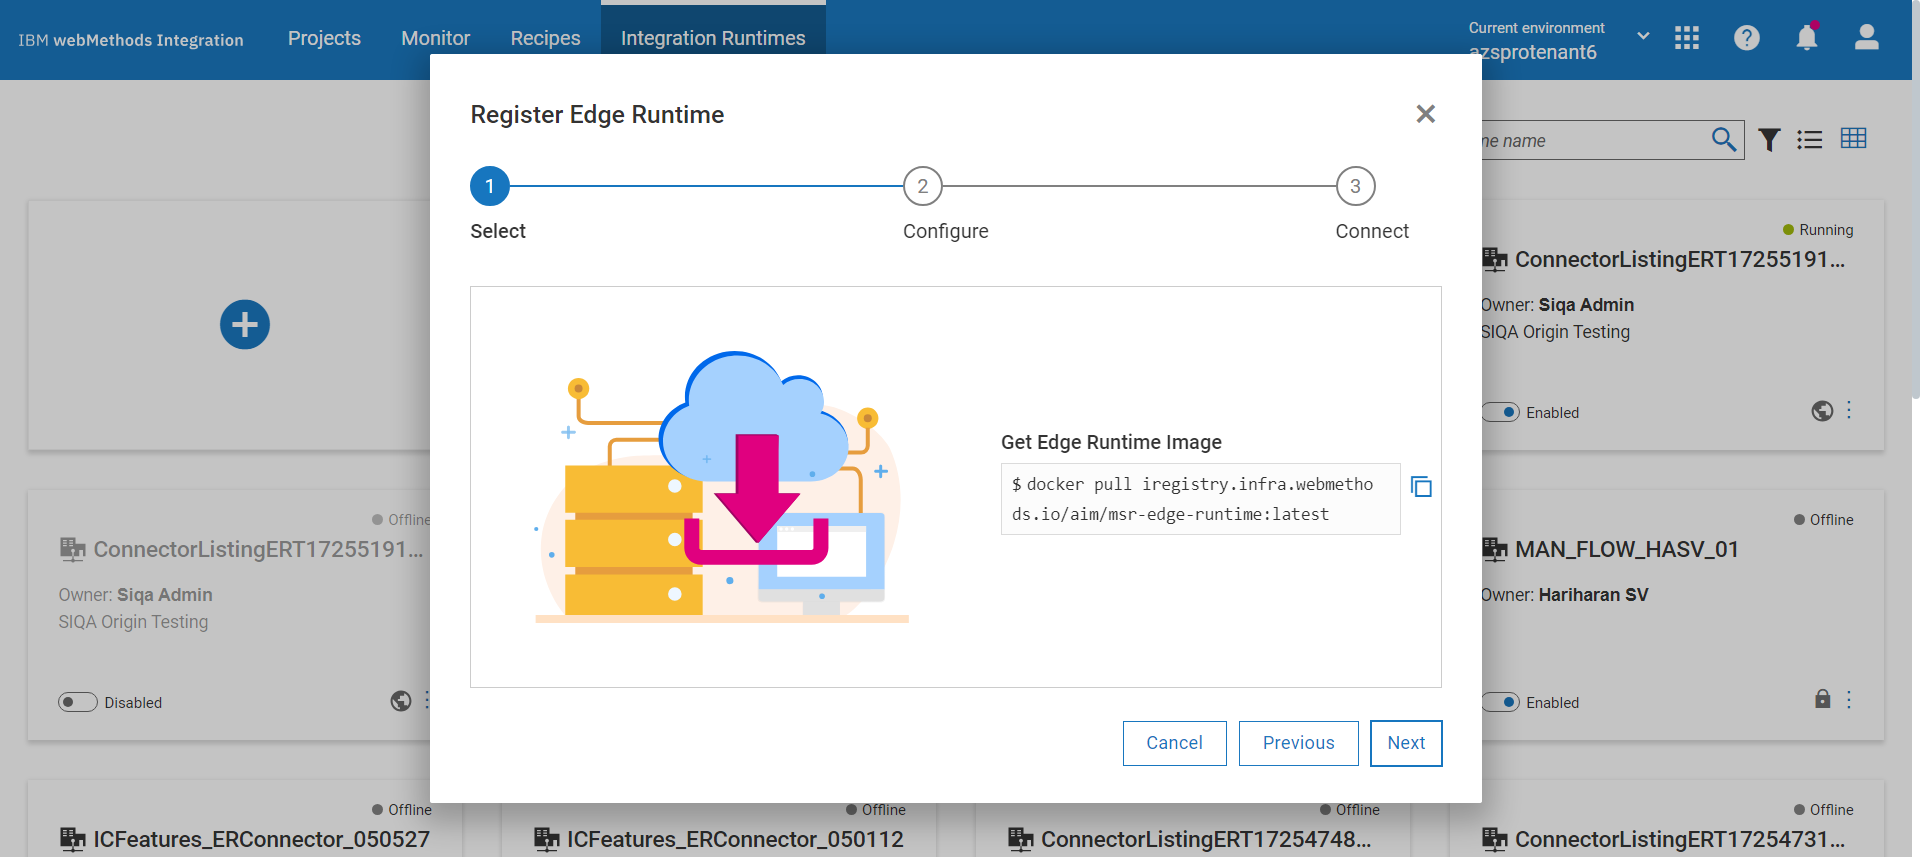 IBM webMethods Integration
Projects
Monitor
Recipes
Integration Runtimes
Current environment
azsprotenant6
Register Edge Runtime
1
2
3
Select
Configure
Connect
Get Edge Runtime Image
$ docker pull iregistry.infra.webmetho
ds.io/aim/msr-edge-runtime:latest
Cancel
Previous
Next
me name
Running
ConnectorListingERT17255191...
Owner: Siqa Admin
SIQA Origin Testing
Enabled
Offline
ConnectorListingERT17255191...
Owner: Siqa Admin
SIQA Origin Testing
Disabled
Offline
MAN_FLOW_HASV_01
Owner: Hariharan SV
Enabled
Offline
ICFeatures_ERConnector_050527
Offline
ICFeatures_ERConnector_050112
Offline
ConnectorListingERT17254748...
Offline
ConnectorListingERT17254731...